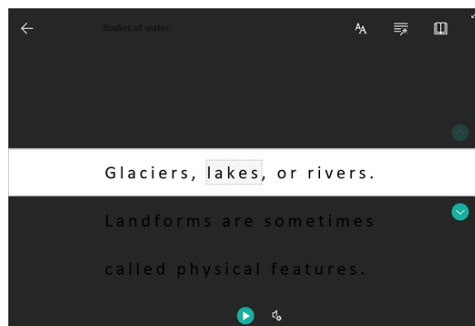 Bodies of water
Glaciers, lakes, or rivers.
Landforms are sometimes
called physical features.